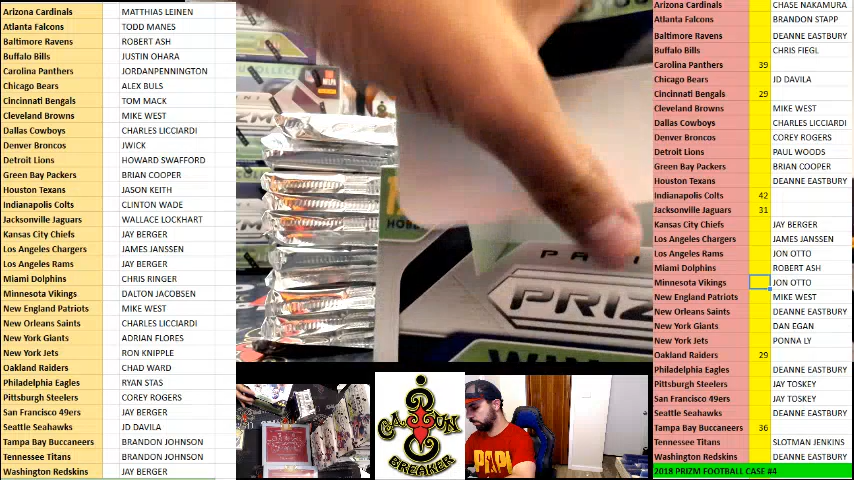 Arizona Cardinals MATTHIAS LEINEN
Atlanta Falcons TODD MANES
Baltimore Ravens ROBERT ASH
Buffalo Bills JUSTIN OHARA
Carolina Panthers JORDANPENNINGTON
Chicago Bears ALEX BULS
Cincinnati Bengals TOM MACK
Cleveland Browns MIKE WEST
Dallas Cowboys CHARLES LICCIARDI
Denver Broncos JWICK
Detroit Lions HOWARD SWAFFORD
Green Bay Packers BRIAN COOPER
Houston Texans JASON KEITH
Indianapolis Colts CLINTON WADE
Jacksonville Jaguars WALLACE LOCKHART
Kansas City Chiefs JAY BERGER
Los Angeles Chargers JAMES JANSSEN
Los Angeles Rams JAY BERGER
Miami Dolphins CHRIS RINGER
Minnesota Vikings DALTON JACOBSEN
New England Patriots MIKE WEST
New Orleans Saints CHARLES LICCIARDI
New York Giants ADRIAN FLORES
New York Jets RON KNIPPLE
Oakland Raiders CHAD WARD
Philadelphia Eagles RYAN STAS
Pittsburgh Steelers COREY ROGERS
San Francisco 49ers JAY BERGER
Seattle Seahawks JD DAVILA
Tampa Bay Buccaneers BRANDON JOHNSON
Tennessee Titans BRANDON JOHNSON
Washington Redskins JAY BERGER
HOBB
PANI
PRIZM
CAJUN
BREAKER
PAPI
Arizona Cardinals CHASE NAKAMURA
Atlanta Falcons BRANDON STAPP
Baltimore Ravens DEANNE EASTBURY
Buffalo Bills CHRIS FIEGL
Carolina Panthers 39
Chicago Bears JD DAVILA
Cincinnati Bengals 29
Cleveland Browns MIKE WEST
Dallas Cowboys CHARLES LICCIARDI
Denver Broncos COREY ROGERS
Detroit Lions PAUL WOODS
Green Bay Packers BRIAN COOPER
Houston Texans DEANNE EASTBURY
Indianapolis Colts 42
Jacksonville Jaguars 31
Kansas City Chiefs JAY BERGER
Los Angeles Chargers JAMES JANSSEN
Los Angeles Rams JON OTTO
Miami Dolphins ROBERT ASH
Minnesota Vikings JON OTTO
New England Patriots MIKE WEST
New Orleans Saints DEANNE EASTBURY
New York Giants DAN EGAN
New York Jets PONNA LY
Oakland Raiders 29
Philadelphia Eagles DEANNE EASTBURY
Pittsburgh Steelers JAY TOSKEY
San Francisco 49ers JAY TOSKEY
Seattle Seahawks DEANNE EASTBURY
Tampa Bay Buccaneers 36
Tennessee Titans SLOTMAN JENKINS
Washington Redskins DEANNE EASTBURY
2018 PRIZM FOOTBALL CASE #4